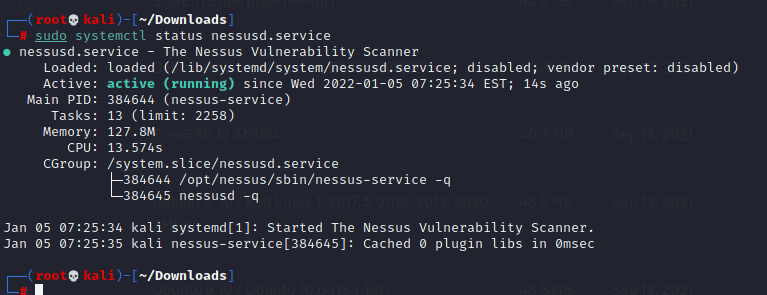 ┌──(root💀kali)-[~/Downloads]
└─# sudo systemctl status nessusd.service
● nessusd.service - The Nessus Vulnerability Scanner
Loaded: loaded (/lib/systemd/system/nessusd.service; disabled; vendor preset: disabled)
Active: active (running) since Wed 2022-01-05 07:25:34 EST; 14s ago
Main PID: 384644 (nessus-service)
Tasks: 13 (limit: 2258)
Memory: 127.8M
CPU: 13.574s
CGroup: /system.slice/nessusd.service
├─384644 /opt/nessus/sbin/nessus-service -q
└─384645 nessusd -q
Jan 05 07:25:34 kali systemd[1]: Started The Nessus Vulnerability Scanner.
Jan 05 07:25:35 kali nessus-service[384645]: Cached 0 plugin libs in 0msec
┌──(root💀kali)-[~/Downloads]
└─#